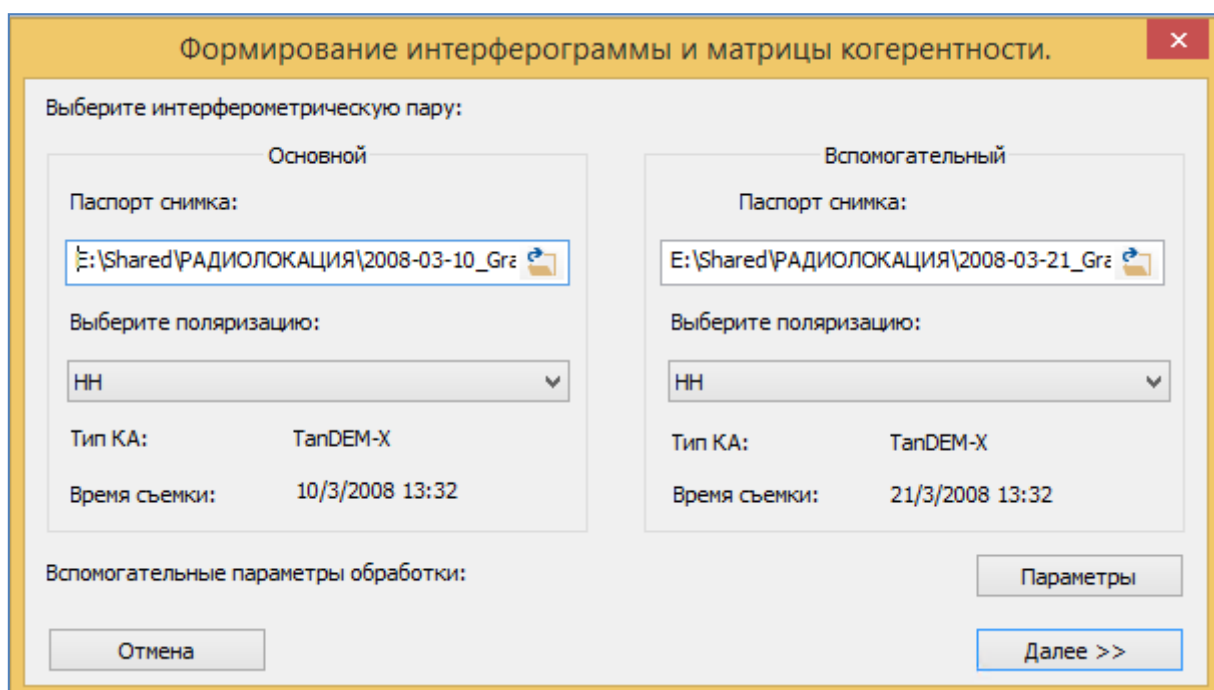 Формирование интерферограммы и матрицы когерентности.
Выберите интерферометрическую пару:
Основной
Паспорт снимка:
E:\Shared\РАДИОЛОКАЦИЯ\2008-03-10_Gra
Выберите поляризацию:
HH
Тип КА: TanDEM-X
Время съемки: 10/3/2008 13:32
Вспомогательный
Паспорт снимка:
E:\Shared\РАДИОЛОКАЦИЯ\2008-03-21_Gra
Выберите поляризацию:
HH
Тип КА: TanDEM-X
Время съемки: 21/3/2008 13:32
Вспомогательные параметры обработки:
Параметры
Отмена
Далее >>